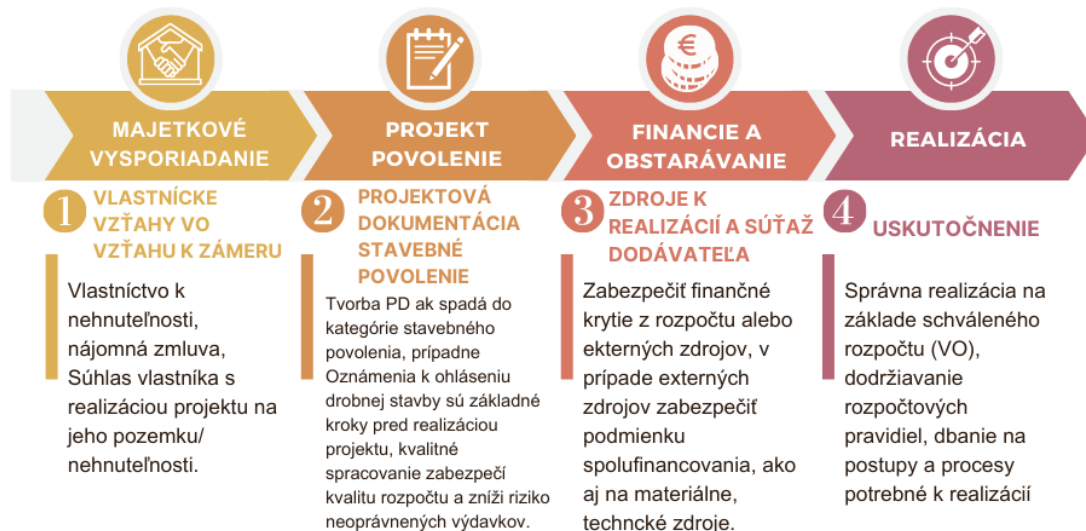 MAJETKOVÉ
VYSPORIADANIE
PROJEKT
POVOLENIE
FINANCIE A
OBSTARÁVANIE
REALIZÁCIA
1
VLASTNÍCKE
VZŤAHY VO
VZŤAHU K ZÁMERU
Vlastníctvo k
nehnuteľnosti,
nájomná zmluva,
Súhlas vlastníka s
realizáciou projektu na
jeho pozemku/
nehnuteľnosti.
2
PROJEKTOVÁ
DOKUMENTÁCIA
STAVEBNÉ
POVOLENIE
Tvorba PD ak spadá do
kategórie stavebného
povolenia, prípadne
Oznámenia k ohláseniu
drobnej stavby sú základné
kroky pred realizáciou
projektu, kvalitné
spracovanie zabezpečí
kvalitu rozpočtu a zníži riziko
neoprávnených výdavkov.
3
ZDROJE K
REALIZÁCIÍ A SÚŤAŽ
DODÁVATEĽA
Zabezpečiť finančné
krytie z rozpočtu alebo
ekterných zdrojov, v
prípade externých
zdrojov zabezpečiť
podmienku
spolufinancovania, ako
aj na materiálne,
techncké zdroje.
4
USKUTOČNENIE
Správna realizácia na
základe schváleného
rozpočtu (VO),
dodržiavanie
rozpočtových
pravidiel, dbanie na
postupy a procesy
potrebné k realizácií